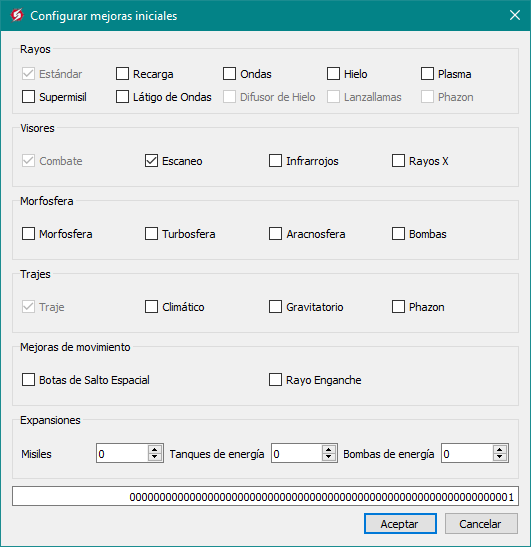 Configurar mejoras iniciales
Rayos
Estándar Recarga Ondas Hielo Plasma
Supermisil Látigo de Ondas Difusor de Hielo Lanzallamas Phazon
Visores
Combate Escaneo Infrarrojos Rayos X
Morfosfera
Morfosfera Turbosfera Aracnosfera Bombas
Trajes
Traje Climático Gravitatorio Phazon
Mejoras de movimiento
Botas de Salto Espacial Rayo Enganche
Expansiones
Misiles 0 Tanques de energía 0 Bombas de energía 0
0000000000000000000000000000000000000000000000000000000000000001
Aceptar Cancelar